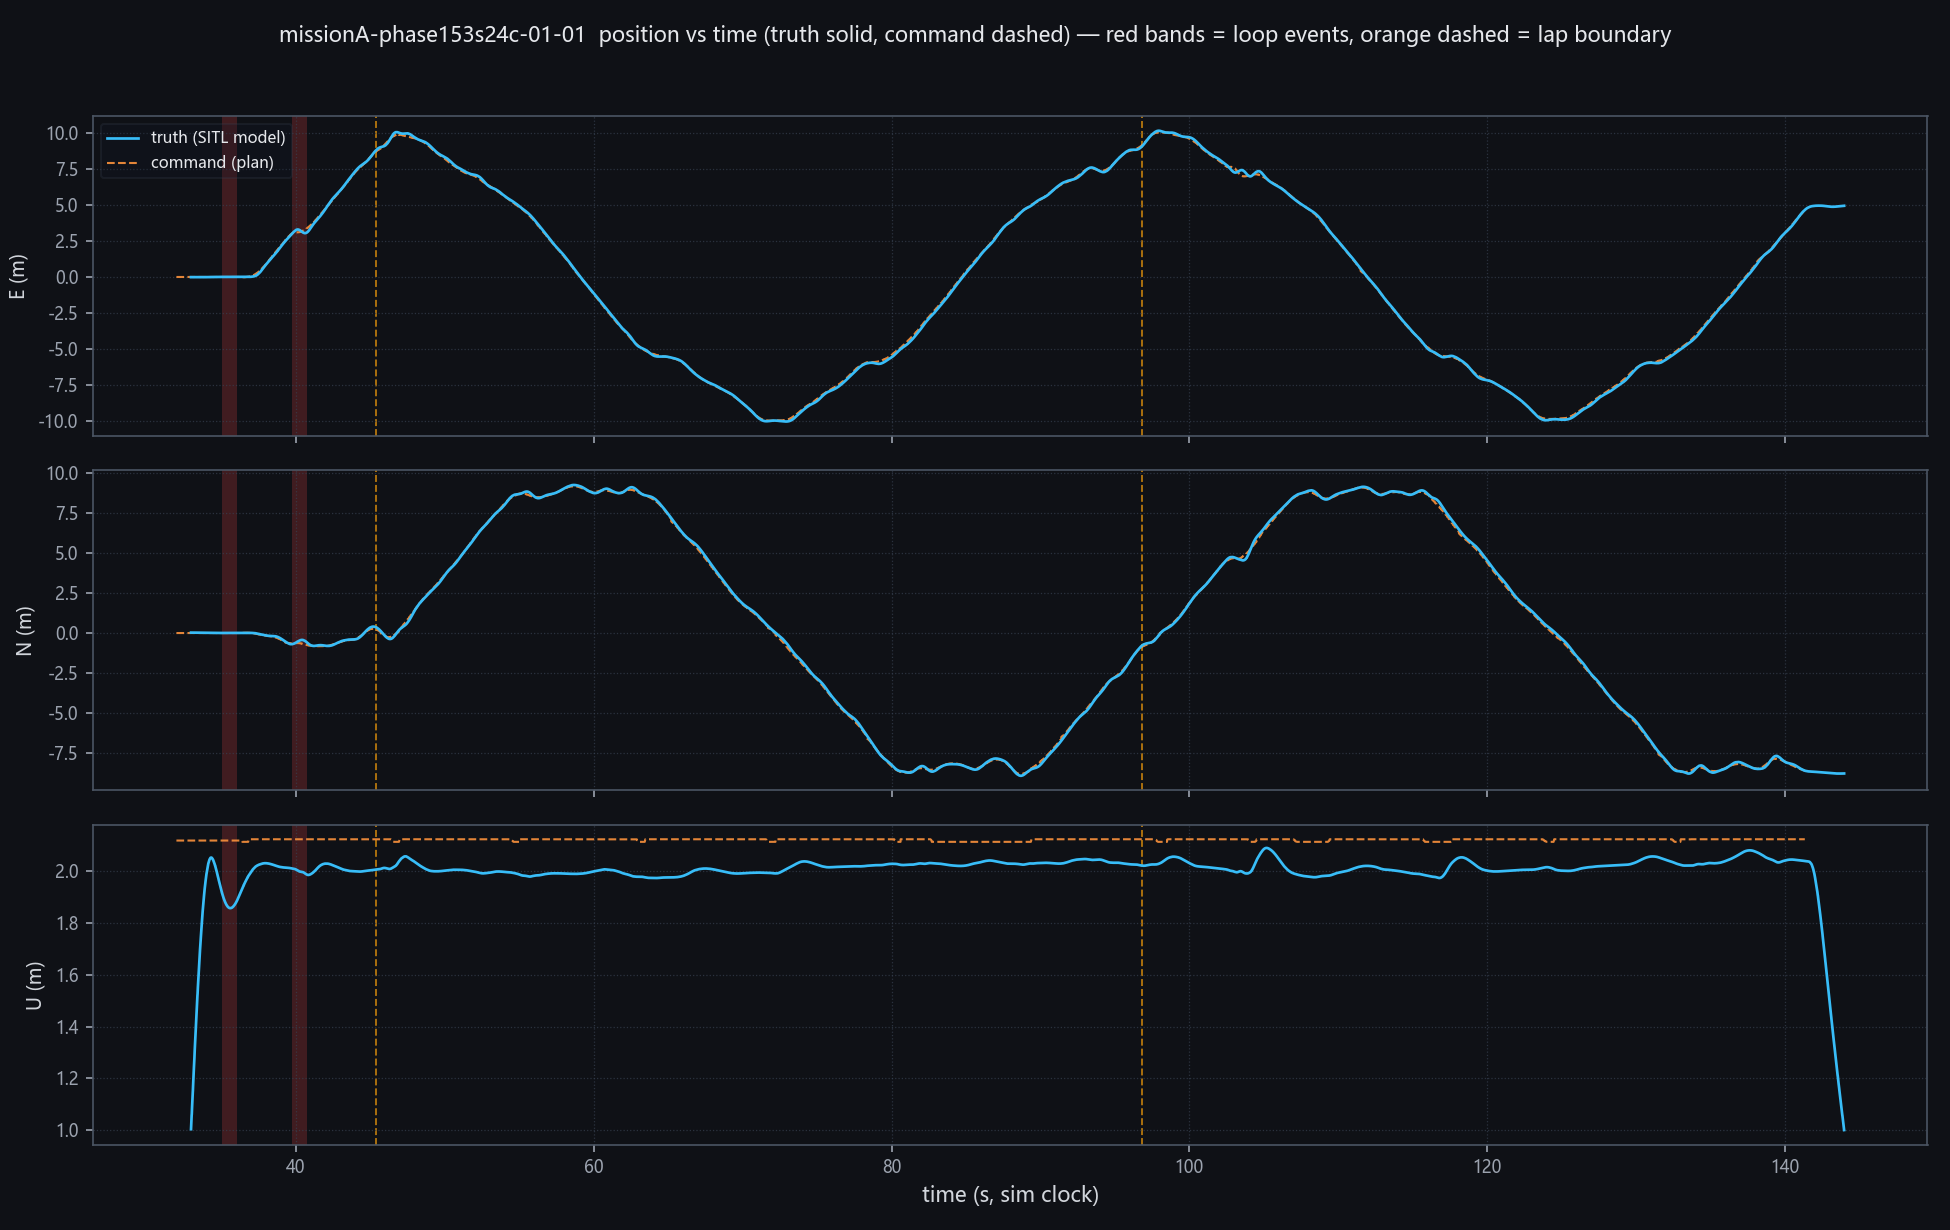 missionA-phase153s24c-01-01  position vs time (truth solid, command dashed) — red bands = loop events, orange dashed = lap boundary
truth (SITL model)
command (plan)
E (m)
10.0
7.5
5.0
2.5
0.0
-2.5
-5.0
-7.5
-10.0
N (m)
10.0
7.5
5.0
2.5
0.0
-2.5
-5.0
-7.5
U (m)
2.0
1.8
1.6
1.4
1.2
1.0
40 60 80 100 120 140
time (s, sim clock)